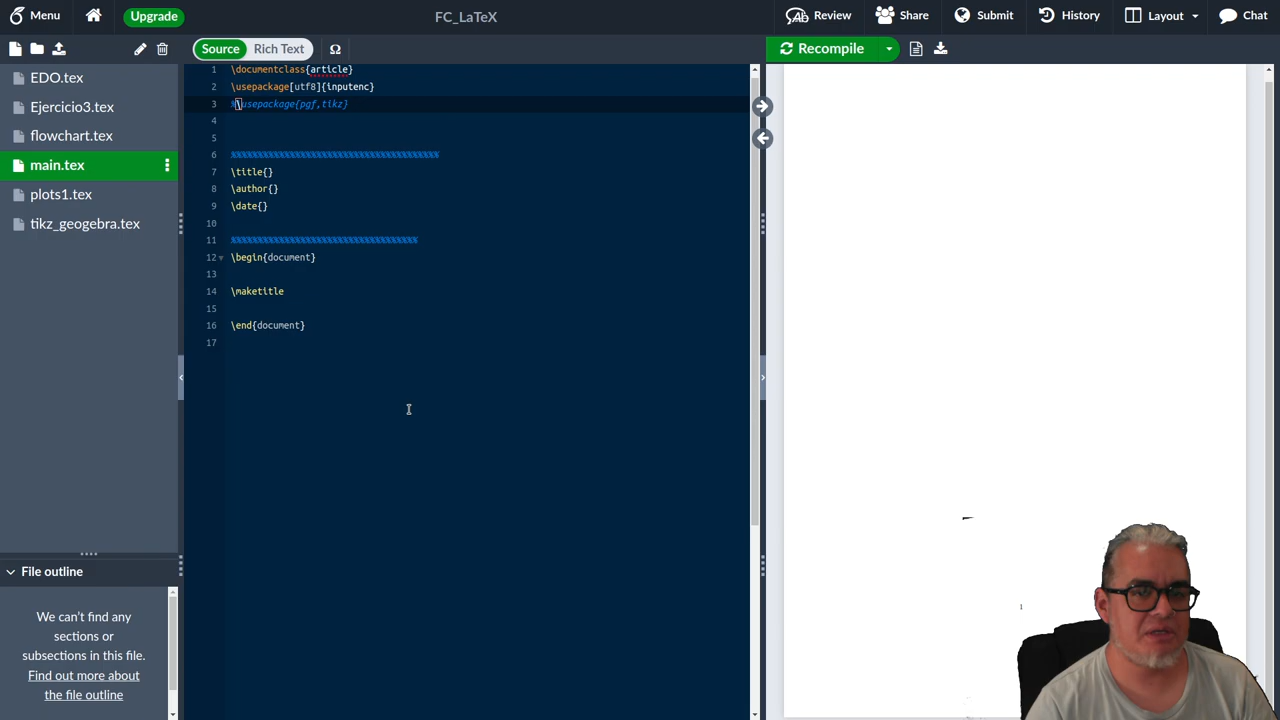 Menu
Upgrade
FC_LaTeX
Review
Share
Submit
History
Layout
Chat
Source
Rich Text
Ω
Recompile
EDO.tex
Ejercicio3.tex
flowchart.tex
main.tex
plots1.tex
tikz_geogebra.tex
1 \documentclass{article}
2 \usepackage[utf8]{inputenc}
3 %\usepackage{pgf,tikz}
4
5
6 %%%%%%%%%%%%%%%%%%%%%%%%%%%%%%%%%%%%%%%
7 \title{}
8 \author{}
9 \date{}
10
11 %%%%%%%%%%%%%%%%%%%%%%%%%%%%%%%%%%%
12 \begin{document}
13
14 \maketitle
15
16 \end{document}
17
File outline
We can't find any
sections or
subsections in this file.
Find out more about
the file outline